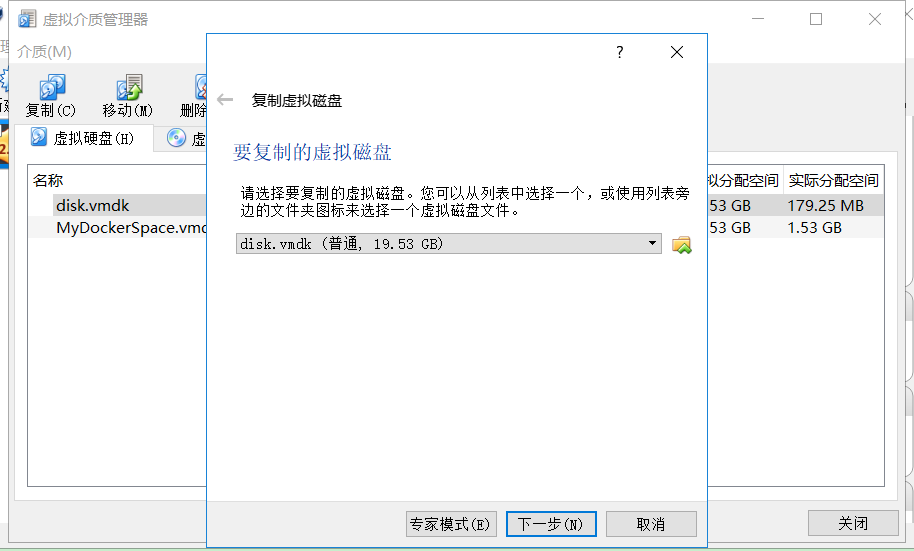 虚拟介质管理器
介质(M)
复制(C)
移动(M)
删除
虚拟硬盘(H)
虚
名称
拟分配空间
实际分配空间
disk.vmdk
53 GB
179.25 MB
MyDockerSpace.vmd
53 GB
1.53 GB
?
复制虚拟磁盘
要复制的虚拟磁盘
请选择要复制的虚拟磁盘。您可以从列表中选择一个，或使用列表旁
边的文件夹图标来选择一个虚拟磁盘文件。
disk.vmdk (普通, 19.53 GB)
专家模式(E)
下一步(N)
取消
关闭